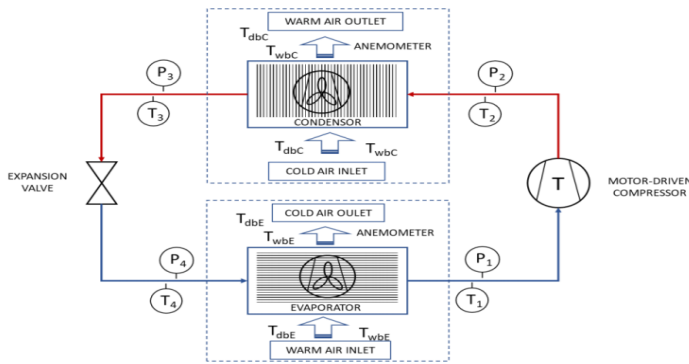 WARM AIR OUTLET
TdbC
TwbC
ANEMOMETER
P3
P2
T3
T2
CONDENSOR
TdbC
TwbC
COLD AIR INLET
EXPANSION
VALVE
T
MOTOR-DRIVEN
COMPRESSOR
COLD AIR OULET
TdbE
TwbE
ANEMOMETER
P4
P1
T4
T1
EVAPORATOR
TdbE
TwbE
WARM AIR INLET